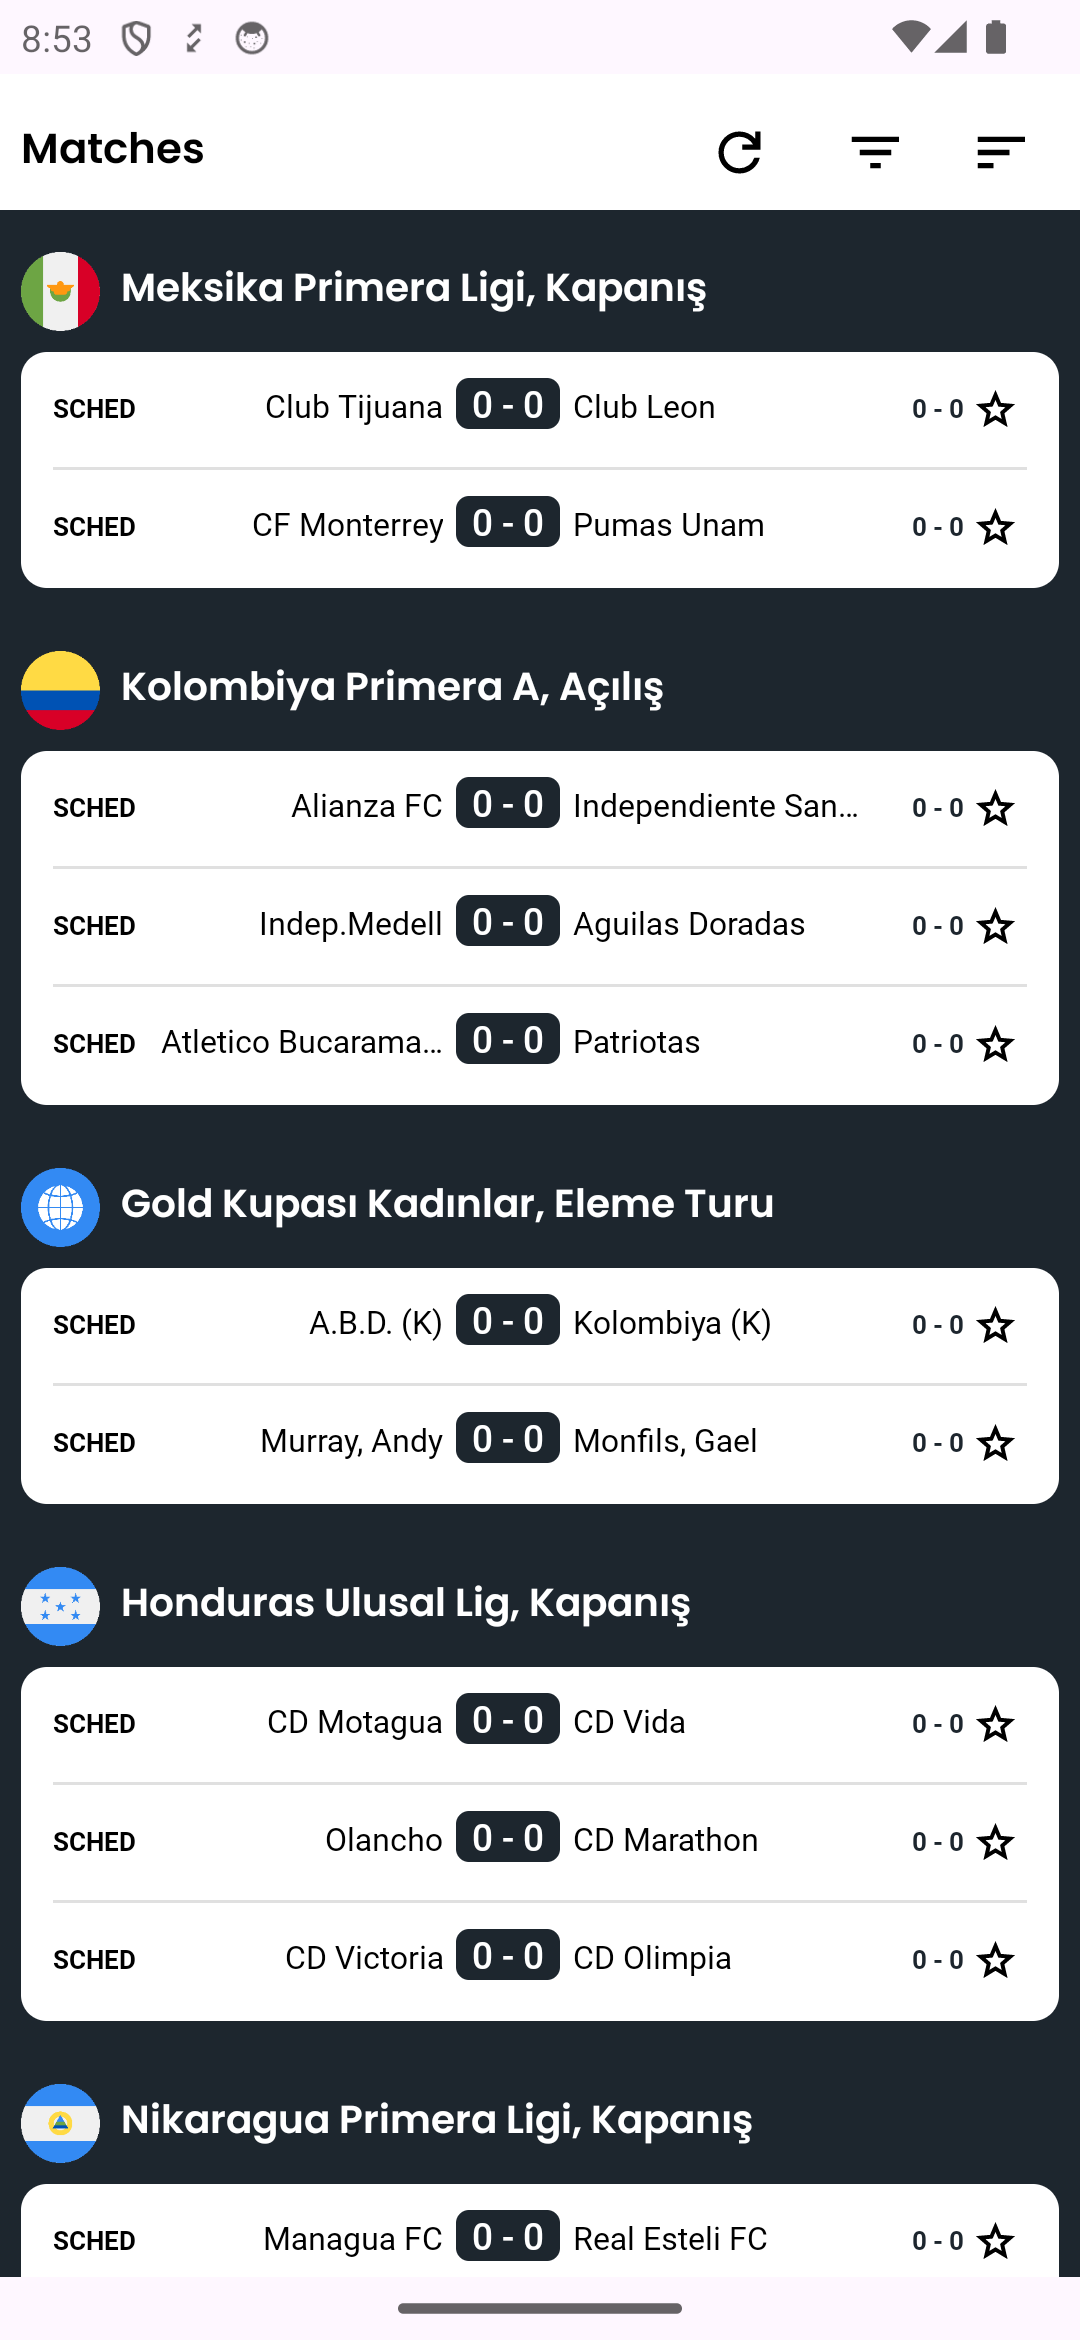 8:53
Matches
Meksika Primera Ligi, Kapanış
SCHED Club Tijuana 0 - 0 Club Leon 0 - 0
SCHED CF Monterrey 0 - 0 Pumas Unam 0 - 0
Kolombiya Primera A, Açılış
SCHED Alianza FC 0 - 0 Independiente San... 0 - 0
SCHED Indep.Medell 0 - 0 Aguilas Doradas 0 - 0
SCHED Atletico Bucarama... 0 - 0 Patriotas 0 - 0
Gold Kupası Kadınlar, Eleme Turu
SCHED A.B.D. (K) 0 - 0 Kolombiya (K) 0 - 0
SCHED Murray, Andy 0 - 0 Monfils, Gael 0 - 0
Honduras Ulusal Lig, Kapanış
SCHED CD Motagua 0 - 0 CD Vida 0 - 0
SCHED Olancho 0 - 0 CD Marathon 0 - 0
SCHED CD Victoria 0 - 0 CD Olimpia 0 - 0
Nikaragua Primera Ligi, Kapanış
SCHED Managua FC 0 - 0 Real Esteli FC 0 - 0